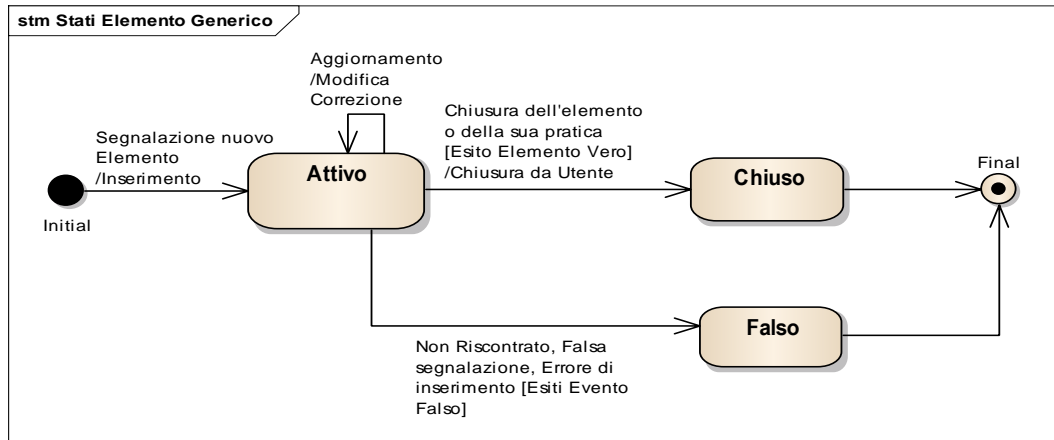 stm Stati Elemento Generico
Aggiornamento
/Modifica
Correzione
Segnalazione nuovo
Elemento
/Inserimento
Chiusura dell'elemento
o della sua pratica
[Esito Elemento Vero]
/Chiusura da Utente
Initial
Attivo
Chiuso
Final
Falso
Non Riscontrato, Falsa
segnalazione, Errore di
inserimento [Esiti Evento
Falso]